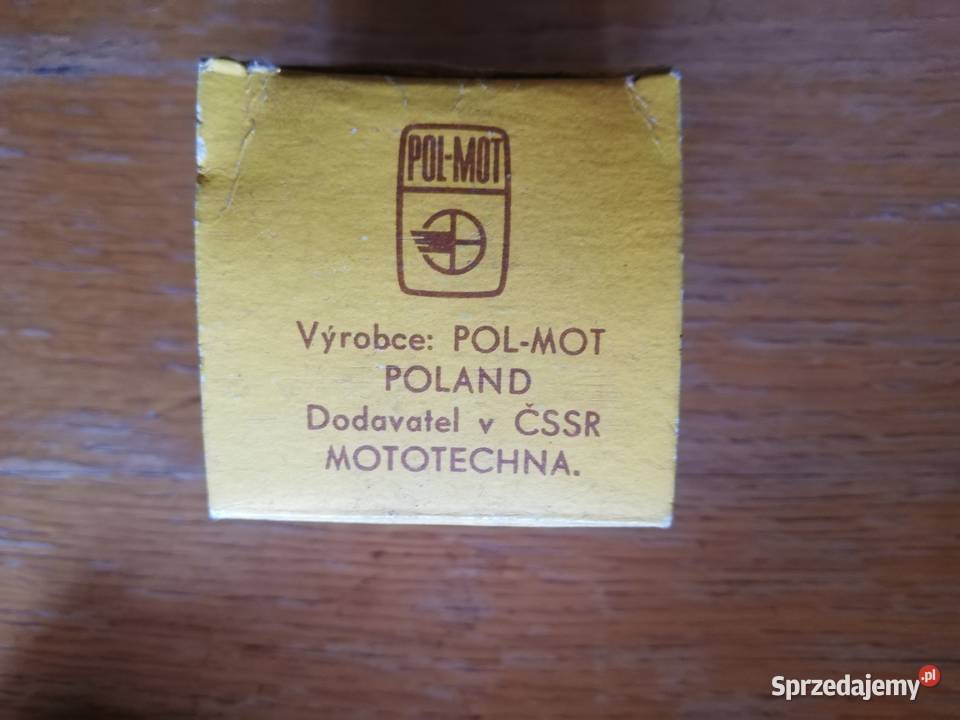 POL-MOT
Výrobce: POL-MOT
POLAND
Dodavatel v ČSSR
MOTOTECHNA.
Sprzedajemy.pl